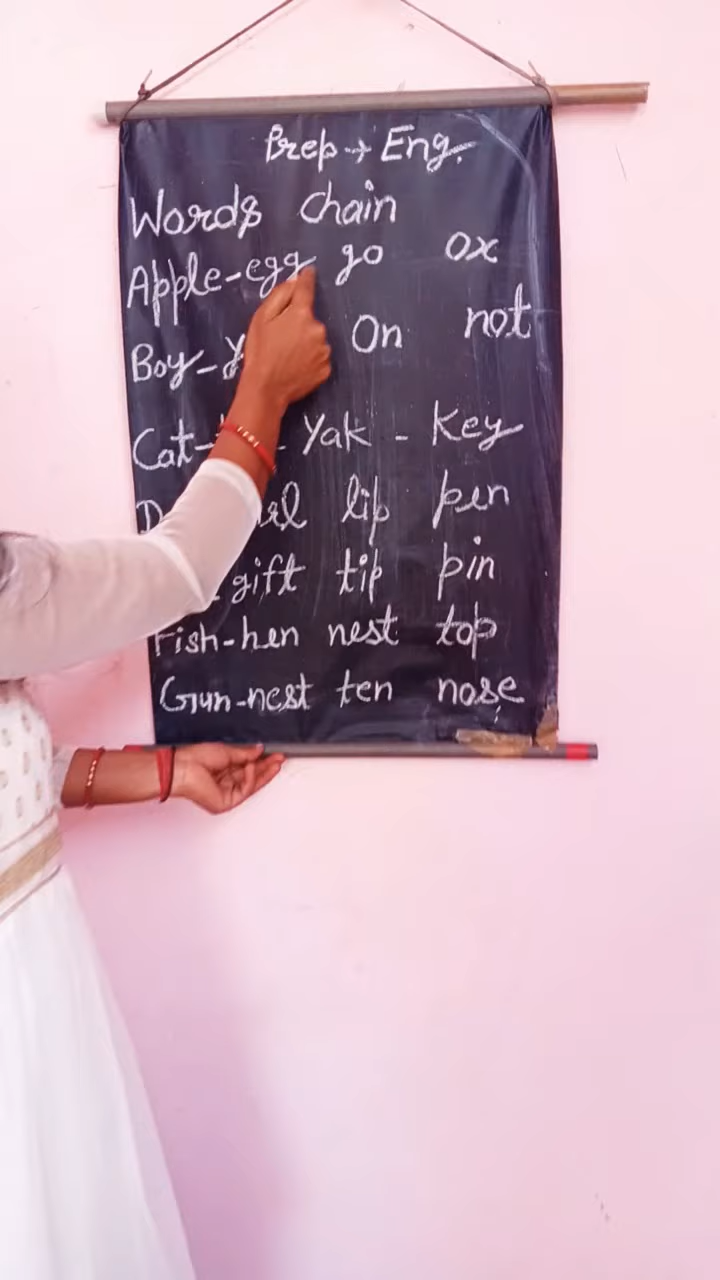 Prep → Eng.
Words chain
Apple-egg go ox
Boy- On not
Cat- - Yak - Key
lip pen
gift tip pin
Fish-hen nest top
Gun-nest ten nose